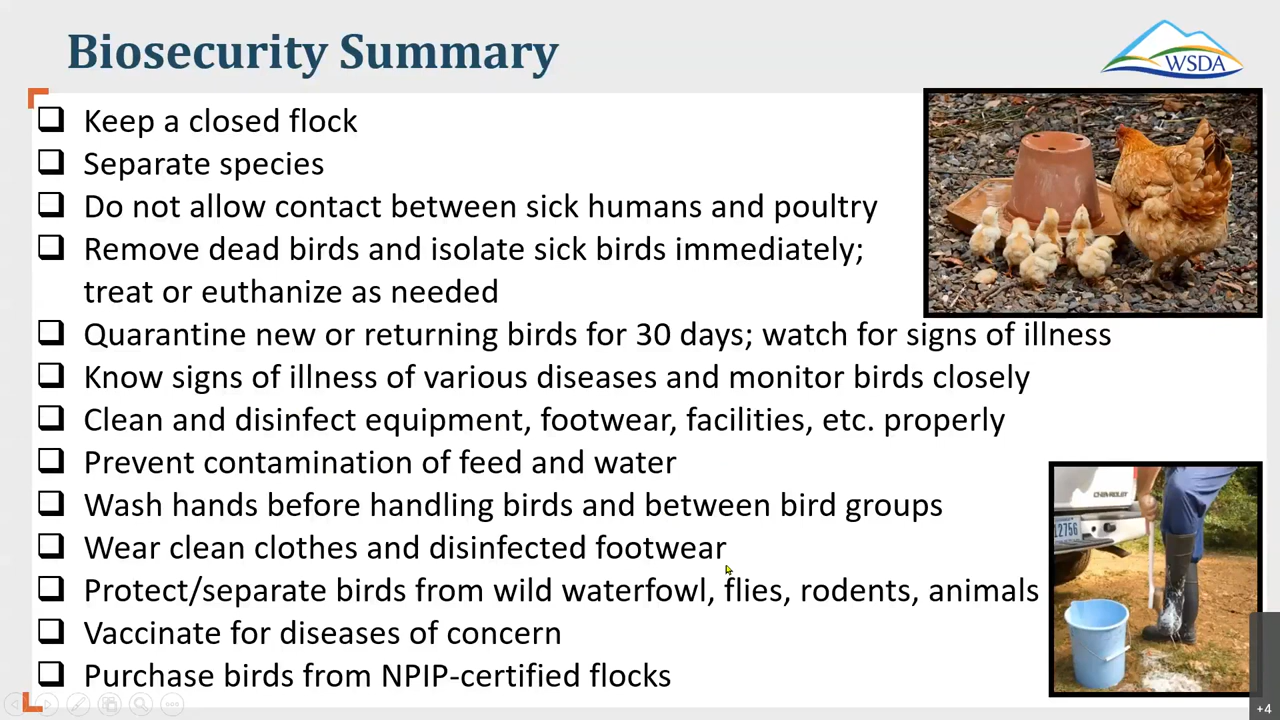 Biosecurity Summary
WSDA
Keep a closed flock
Separate species
Do not allow contact between sick humans and poultry
Remove dead birds and isolate sick birds immediately;
treat or euthanize as needed
Quarantine new or returning birds for 30 days; watch for signs of illness
Know signs of illness of various diseases and monitor birds closely
Clean and disinfect equipment, footwear, facilities, etc. properly
Prevent contamination of feed and water
Wash hands before handling birds and between bird groups
CHEVROLET
12756
Wear clean clothes and disinfected footwear
Protect/separate birds from wild waterfowl, flies, rodents, animals
Vaccinate for diseases of concern
Purchase birds from NPIP-certified flocks
+4